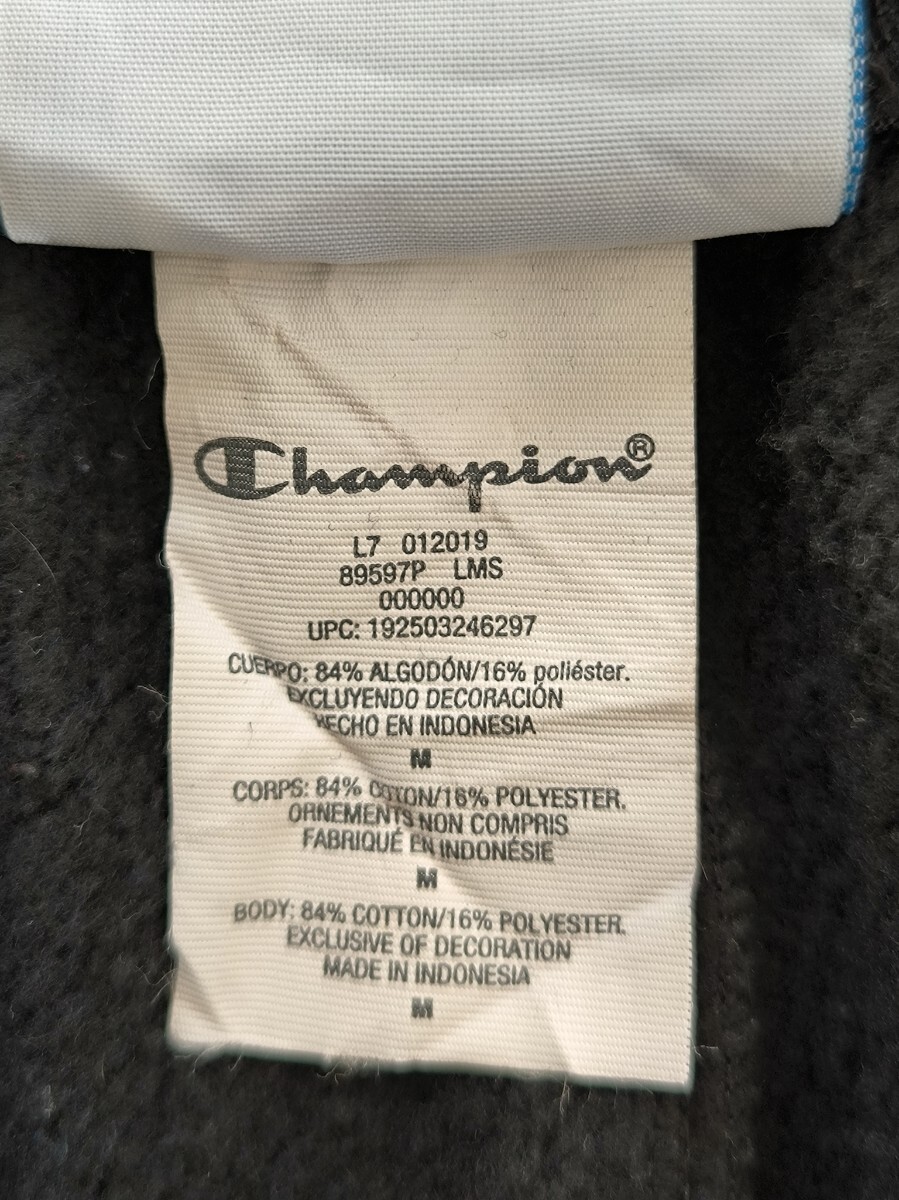 Champion®
L7 012019
89597P LMS
000000
UPC: 192503246297
CUERPO: 84% ALGODÓN/16% poliéster.
EXCLUYENDO DECORACIÓN
HECHO EN INDONESIA
M
CORPS: 84% COTON/16% POLYESTER.
ORNEMENTS NON COMPRIS
FABRIQUÉ EN INDONÉSIE
M
BODY: 84% COTTON/16% POLYESTER.
EXCLUSIVE OF DECORATION
MADE IN INDONESIA
M